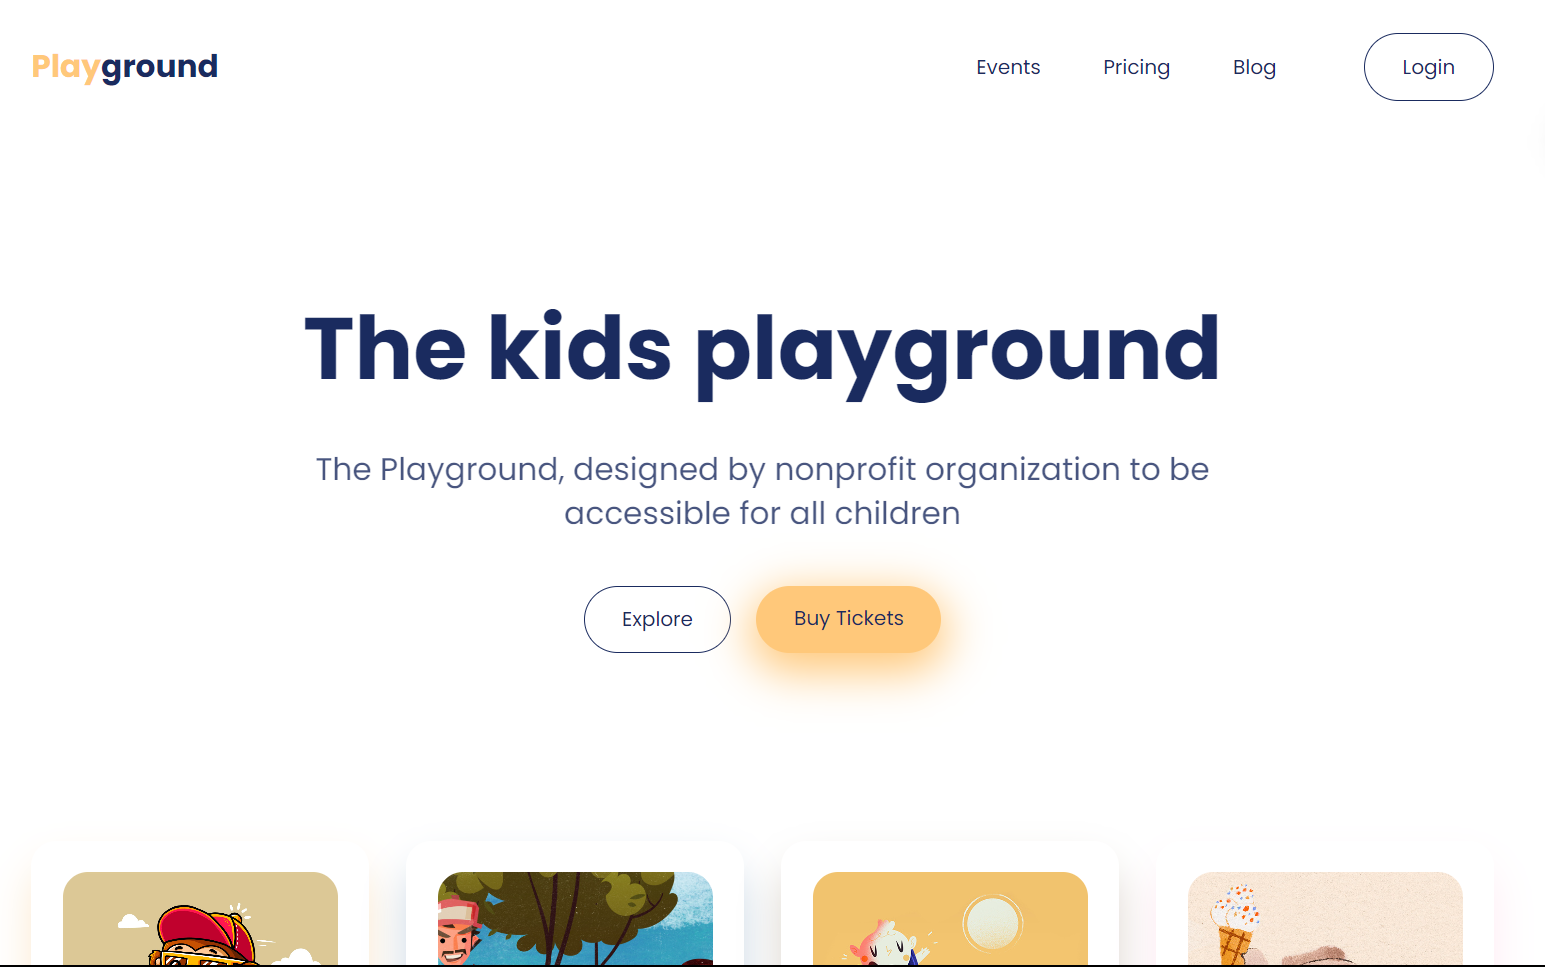 Playground
Events
Pricing
Blog
Login
The kids playground
The Playground, designed by nonprofit organization to be
accessible for all children
Explore
Buy Tickets